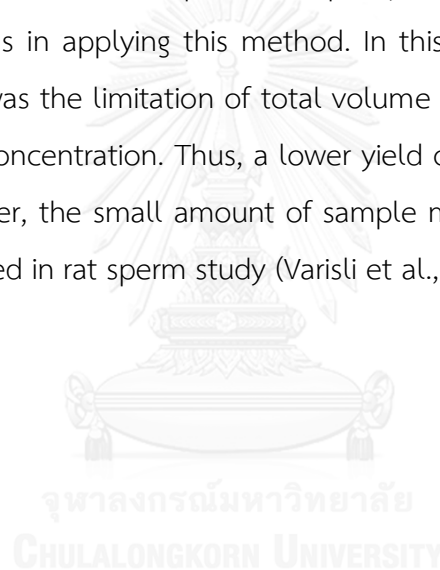 s in applying this method. In this
was the limitation of total volume
oncentration. Thus, a lower yield
er, the small amount of sample
ed in rat sperm study (Varisli et al.,
จุฬาลงกรณ์มหาวิทยาลัย
CHULALONGKORN UNIVERSITY